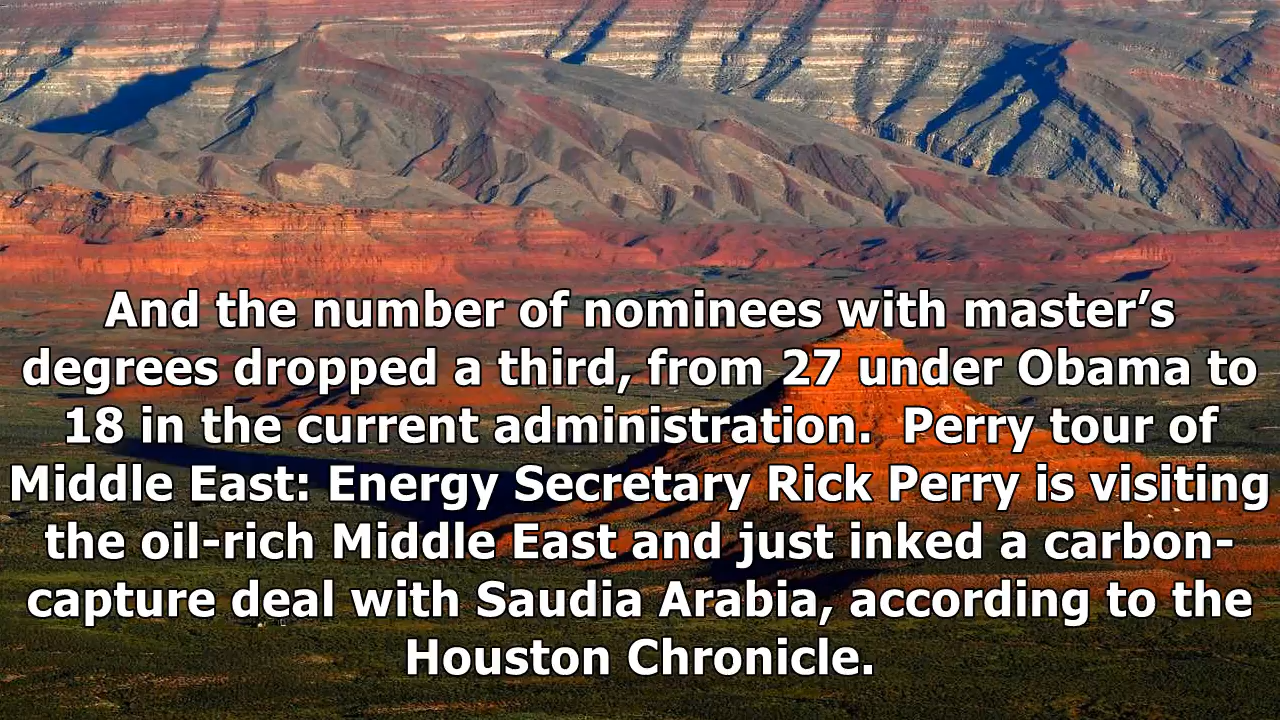 And the number of nominees with master’s
degrees dropped a third, from 27 under Obama to
18 in the current administration.  Perry tour of
Middle East: Energy Secretary Rick Perry is visiting
the oil-rich Middle East and just inked a carbon-
capture deal with Saudia Arabia, according to the
Houston Chronicle.